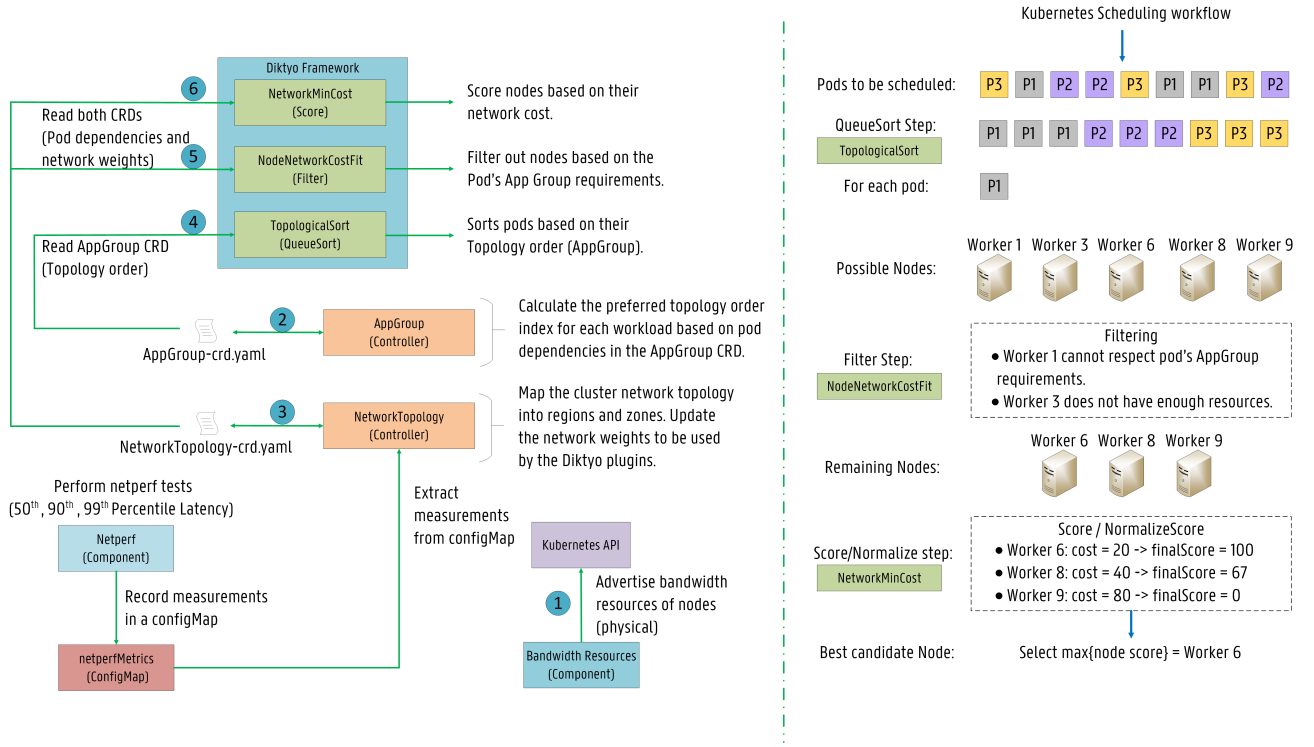 Diktyo Framework
6
NetworkMinCost
(Score)
Score nodes based on their
network cost.
Read both CRDs
(Pod dependencies and
network weights)
5
NodeNetworkCostFit
(Filter)
Filter out nodes based on the
Pod's App Group requirements.
4
TopologicalSort
(QueueSort)
Sorts pods based on their
Topology order (AppGroup).
Read AppGroup CRD
(Topology order)
AppGroup-crd.yaml
2
AppGroup
(Controller)
Calculate the preferred topology order
index for each workload based on pod
dependencies in the AppGroup CRD.
NetworkTopology-crd.yaml
3
NetworkTopology
(Controller)
Map the cluster network topology
into regions and zones. Update
the network weights to be used
by the Diktyo plugins.
Perform netperf tests
(50th , 90th , 99th Percentile Latency)
Netperf
(Component)
Record measurements
in a configMap
netperfMetrics
(ConfigMap)
Extract
measurements
from configMap
Kubernetes API
1
Advertise bandwidth
resources of nodes
(physical)
Bandwidth Resources
(Component)
Kubernetes Scheduling workflow
Pods to be scheduled:
P3 P1 P2 P2 P3 P1 P1 P3 P2
QueueSort Step:
TopologicalSort
P1 P1 P1 P2 P2 P2 P3 P3 P3
For each pod:
P1
Possible Nodes:
Worker 1 Worker 3 Worker 6 Worker 8 Worker 9
Filter Step:
NodeNetworkCostFit
Filtering
● Worker 1 cannot respect pod's AppGroup
requirements.
● Worker 3 does not have enough resources.
Remaining Nodes:
Worker 6 Worker 8 Worker 9
Score/Normalize step:
NetworkMinCost
Score / NormalizeScore
● Worker 6: cost = 20 -> finalScore = 100
● Worker 8: cost = 40 -> finalScore = 67
● Worker 9: cost = 80 -> finalScore = 0
Best candidate Node:
Select max{node score} = Worker 6